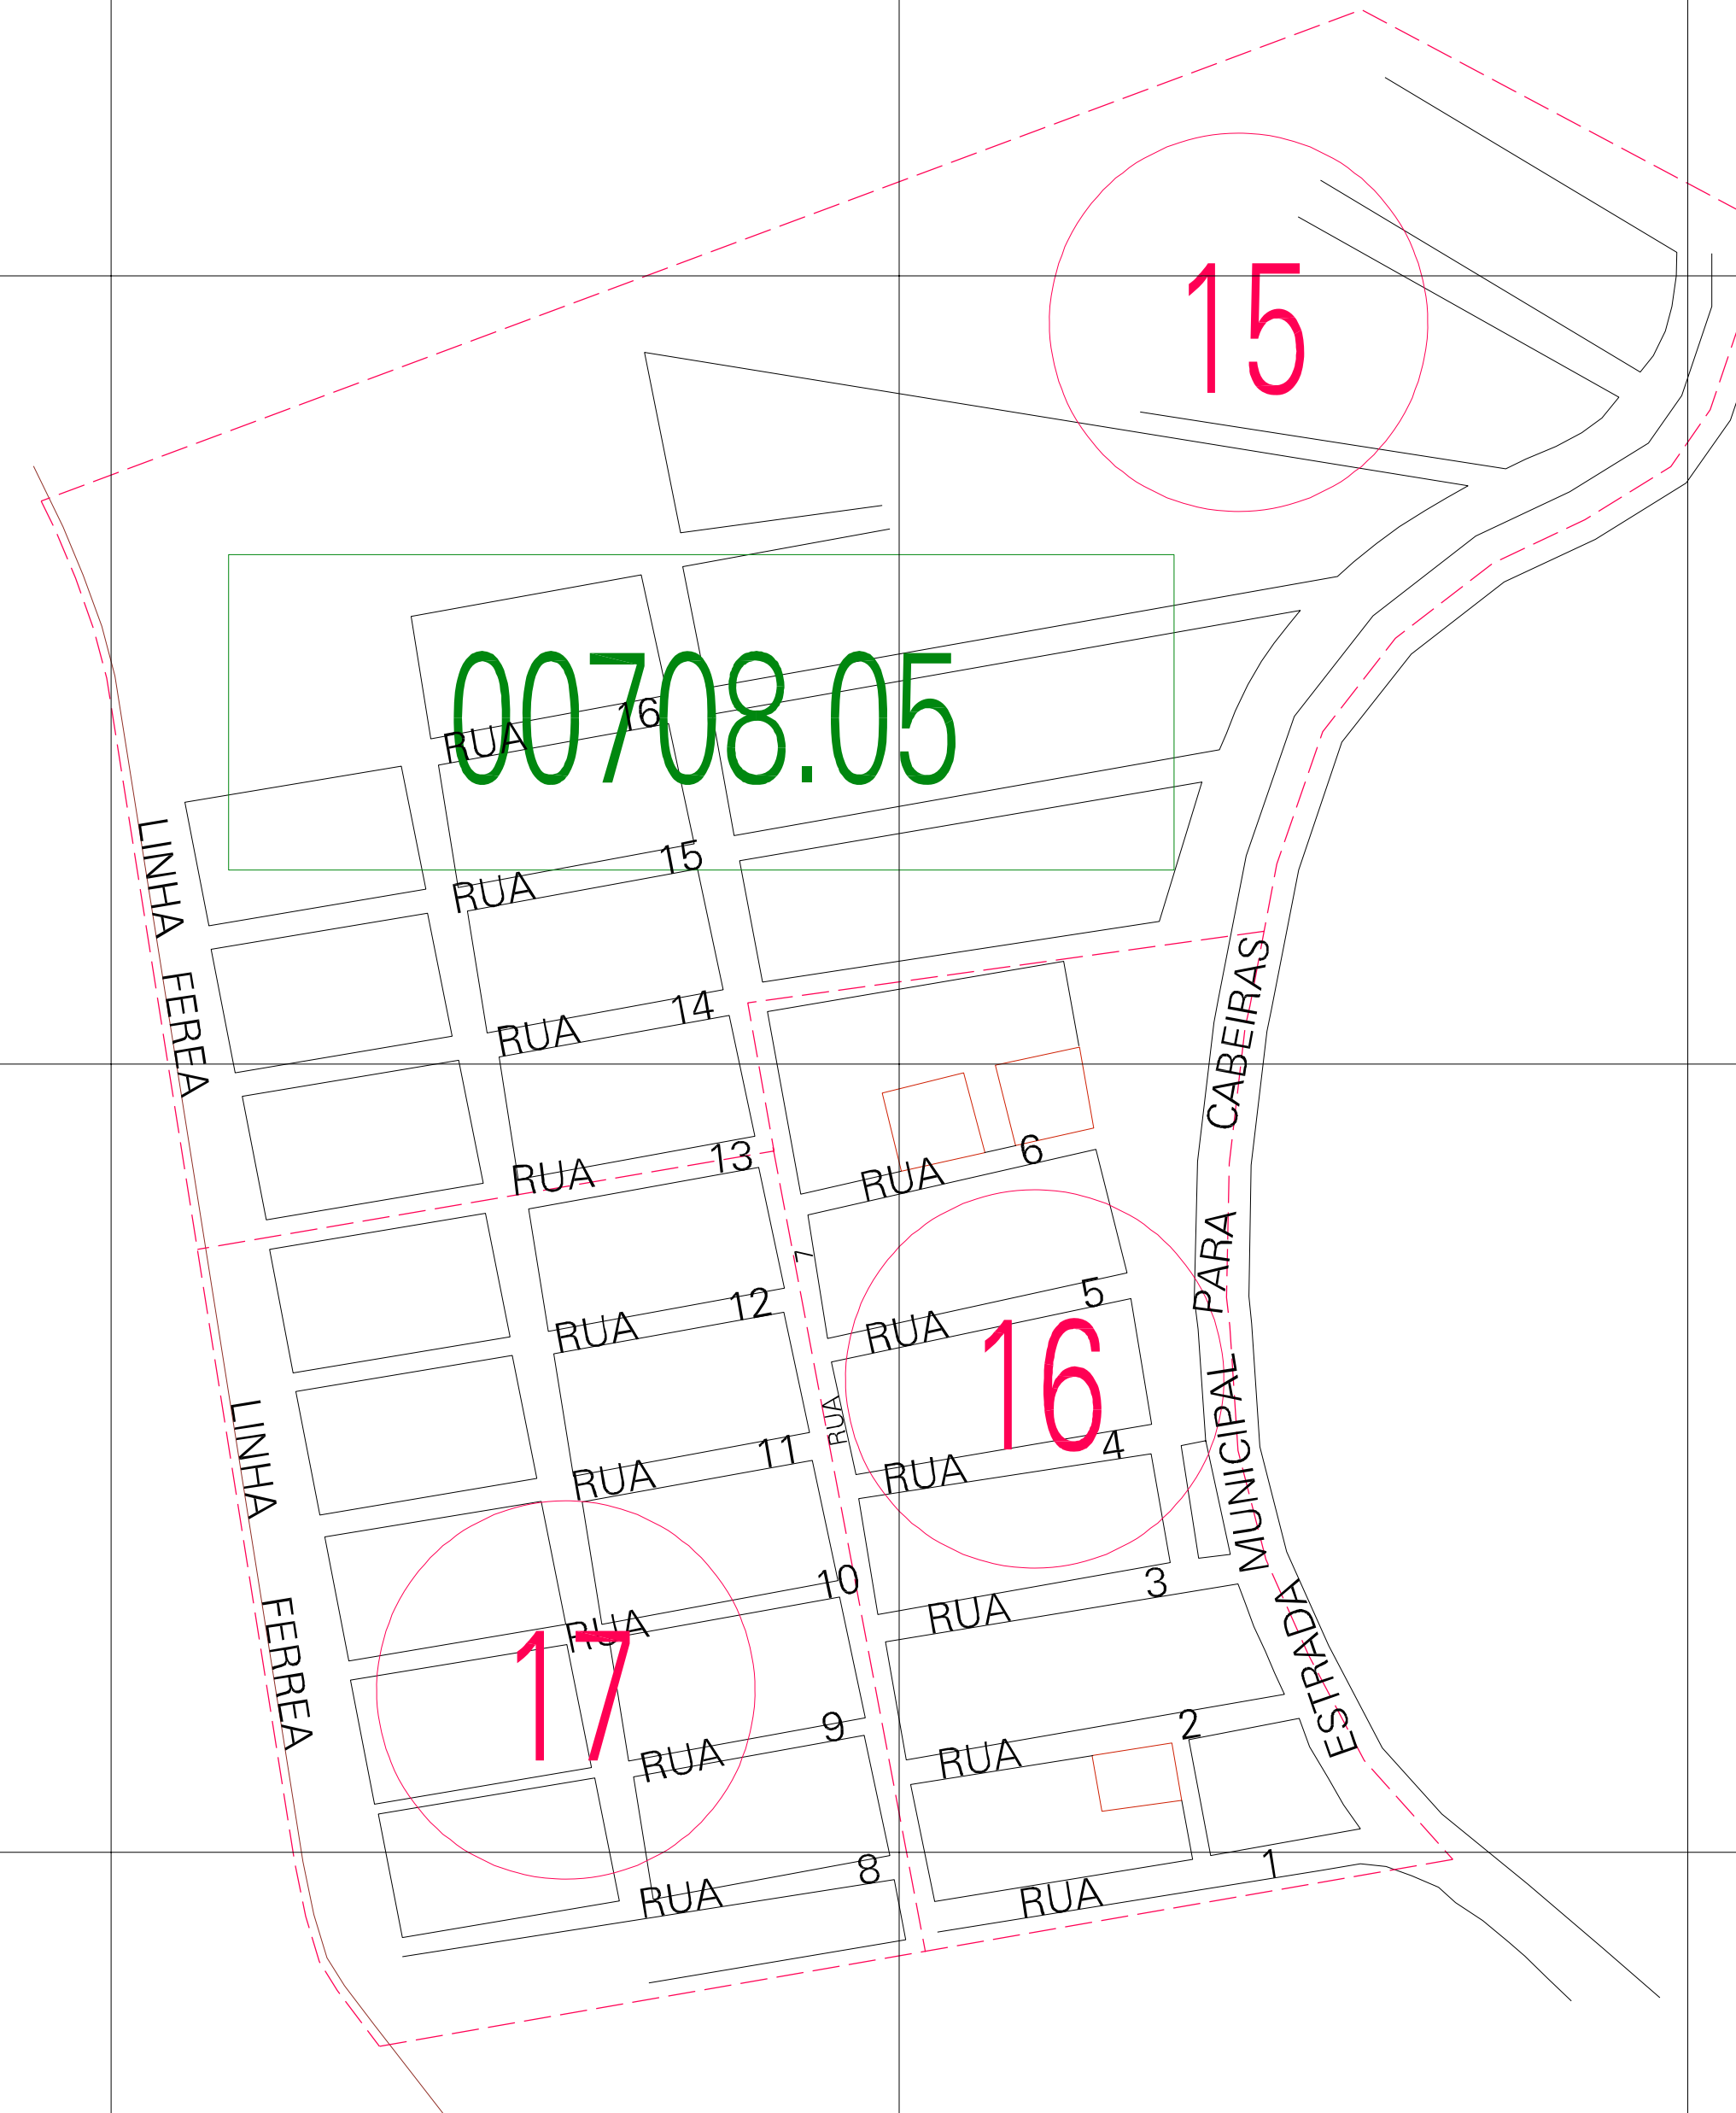 15
00708.05
RUA 16
RUA 15
LINHA FEREA
RUA 14
ESTRADA MUNICIPAL PARA CABEIRAS
RUA 13
RUA 6
RUA 7
RUA 12
RUA 5
16
RUA 11
RUA 4
LINHA FERREA
RUA 10
RUA 3
17
RUA 9
RUA 2
RUA 8
RUA 1